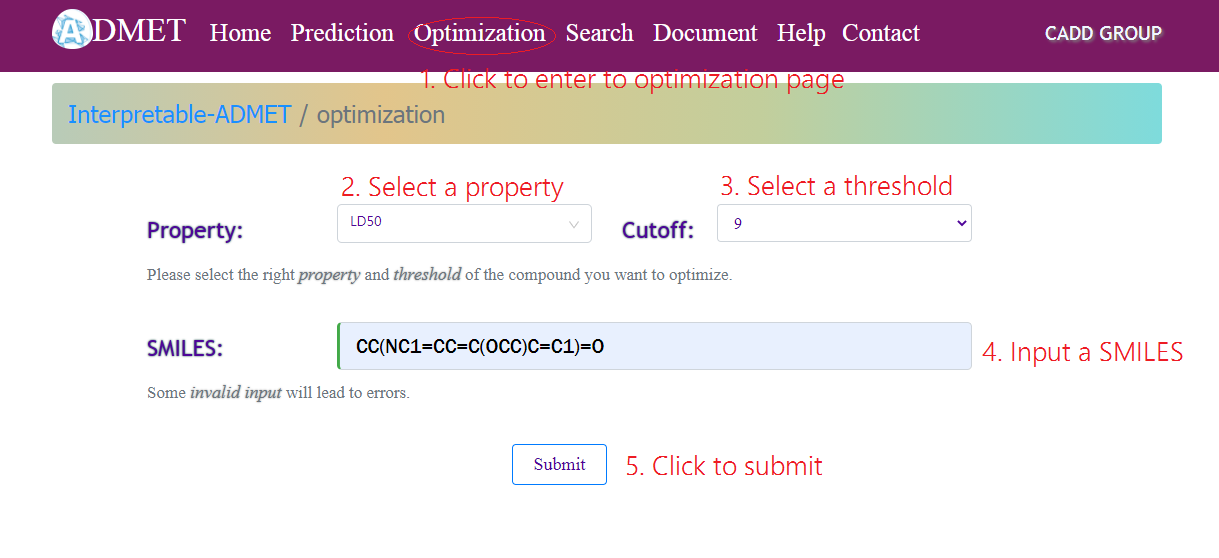 ADMET Home Prediction Optimization Search Document Help Contact CADD GROUP
1. Click to enter to optimization page
Interpretable-ADMET / optimization
2. Select a property 3. Select a threshold
Property: LD50 Cutoff: 9
Please select the right property and threshold of the compound you want to optimize.
SMILES: CC(NC1=CC=C(OCC)C=C1)=O 4. Input a SMILES
Some invalid input will lead to errors.
Submit 5. Click to submit